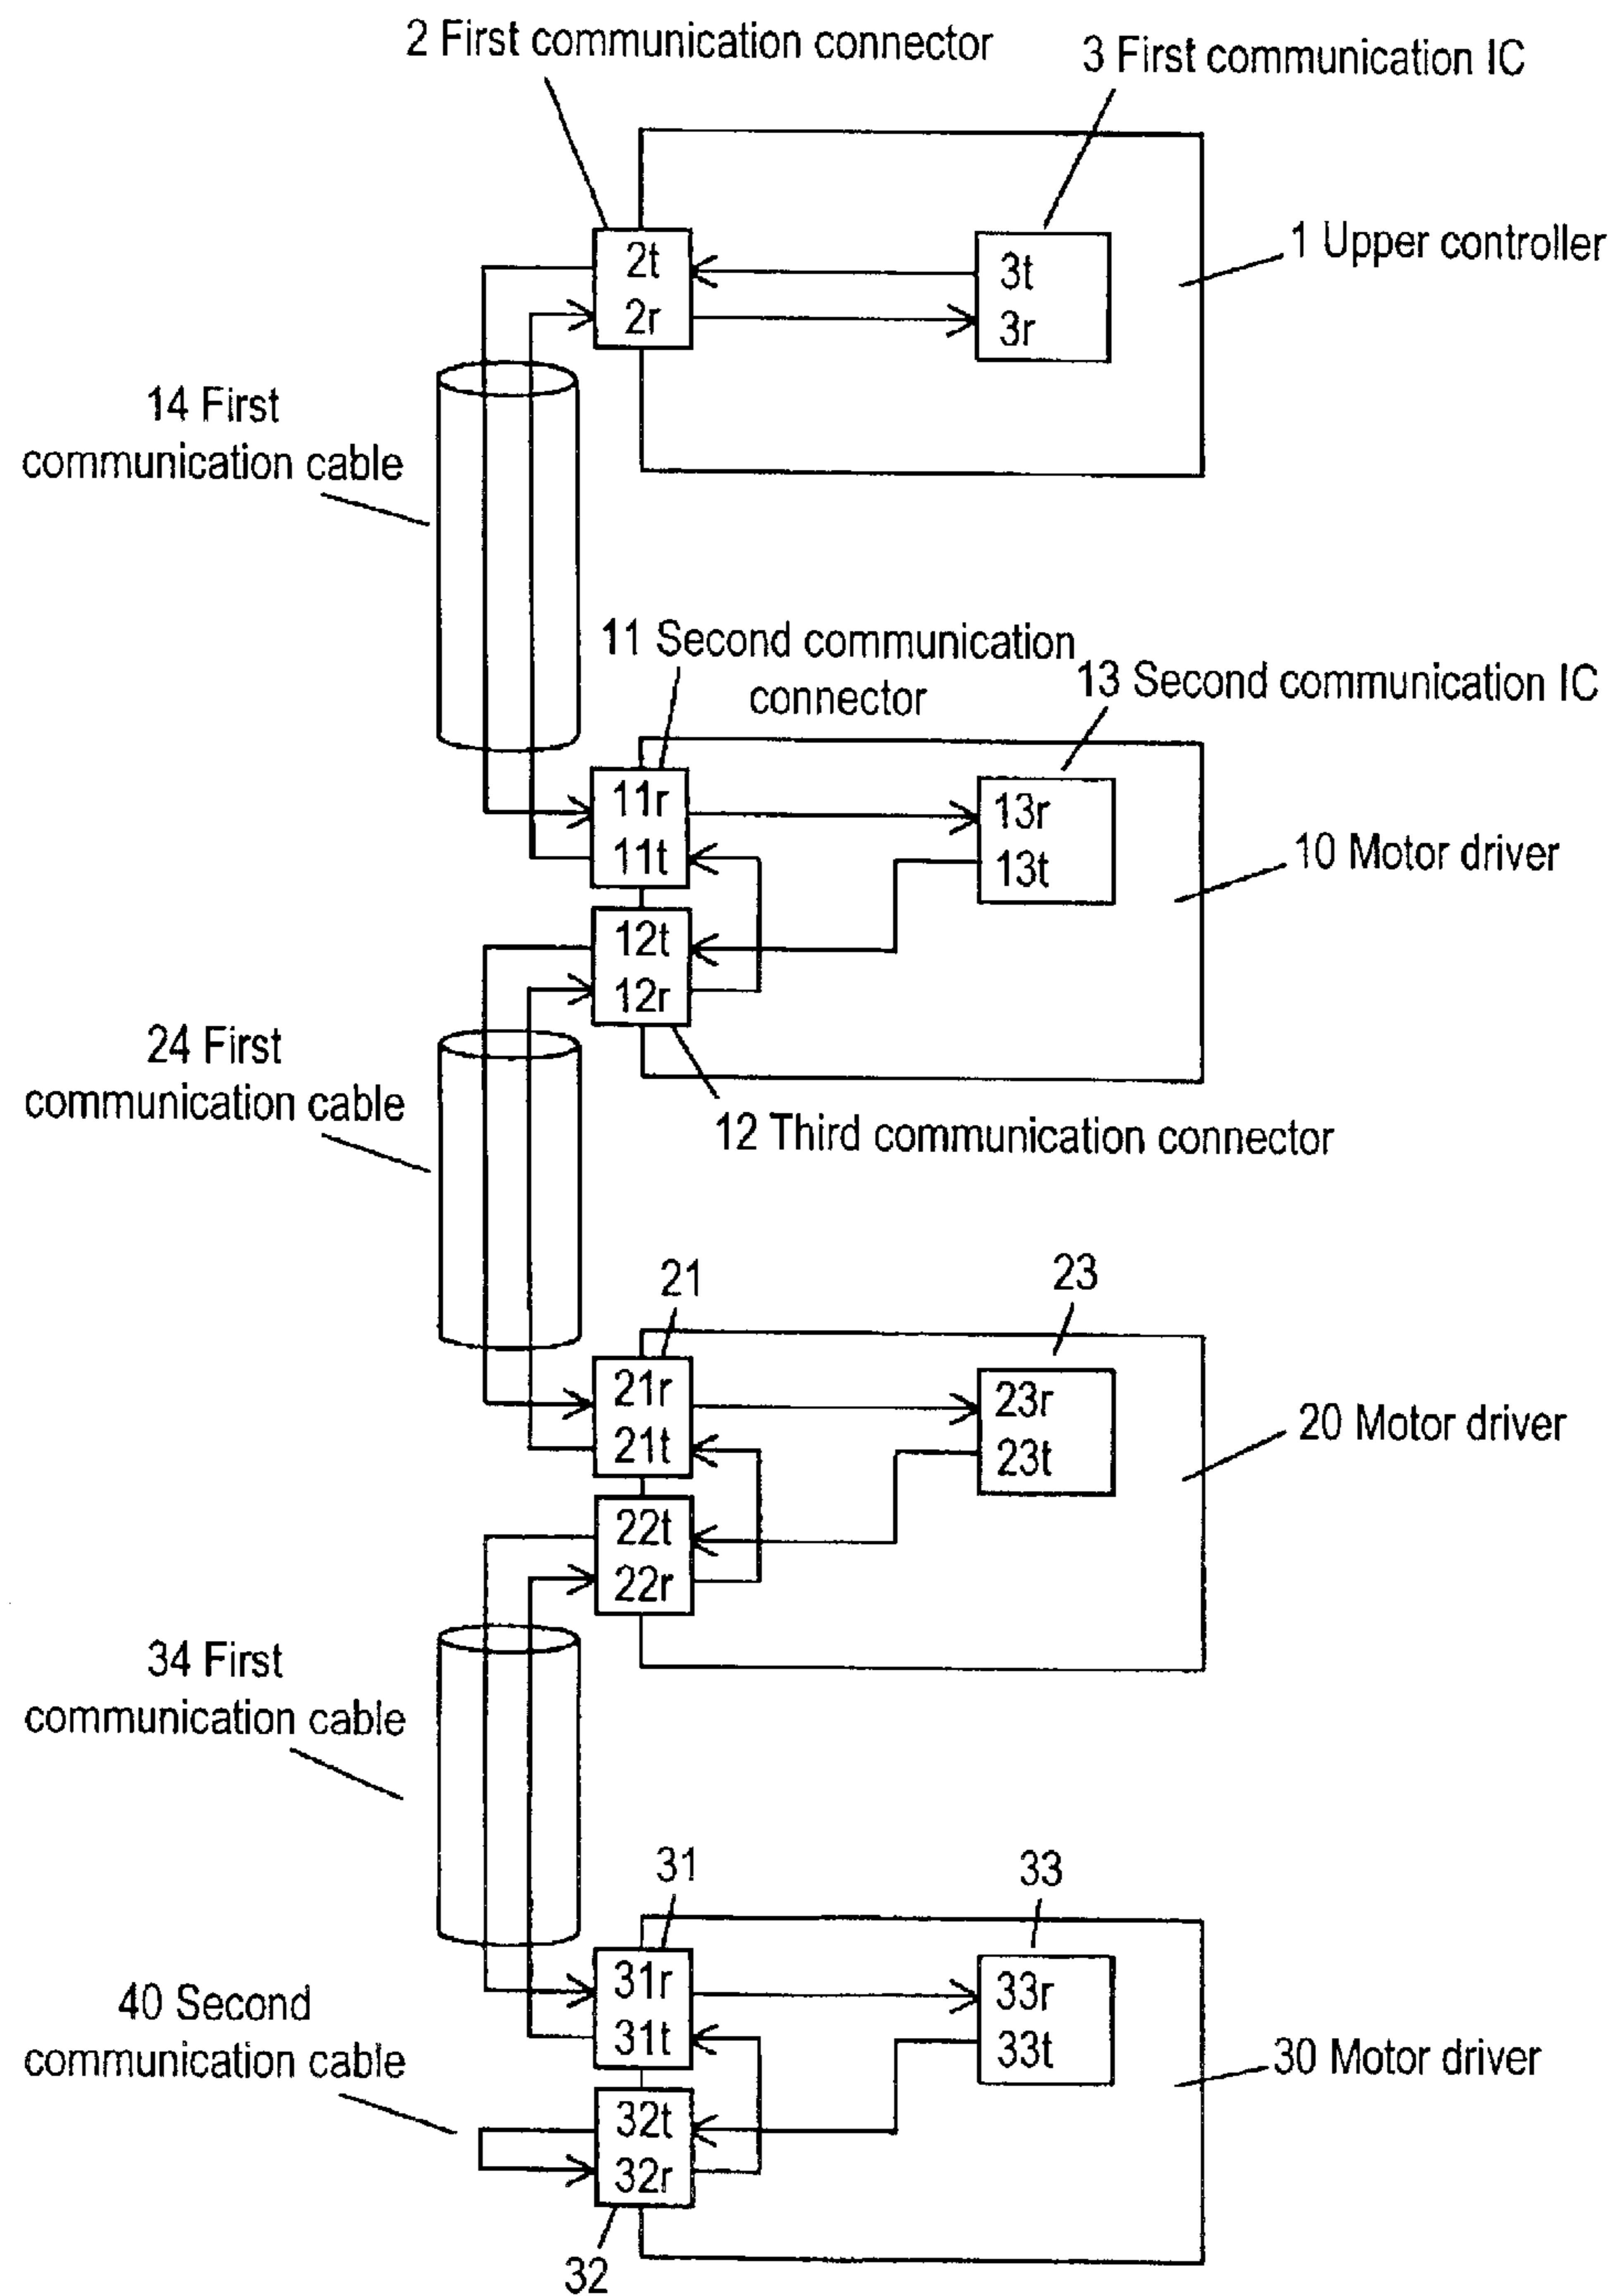 2 First communication connector
3 First communication IC
2t
2r
3t
3r
1 Upper controller
14 First
communication cable
11 Second communication
connector
13 Second communication IC
11r
11t
13r
13t
10 Motor driver
12t
12r
24 First
communication cable
12 Third communication connector
21
23
21r
21t
23r
23t
20 Motor driver
22t
22r
34 First
communication cable
31
33
31r
31t
33r
33t
40 Second
communication cable
30 Motor driver
32t
32r
32